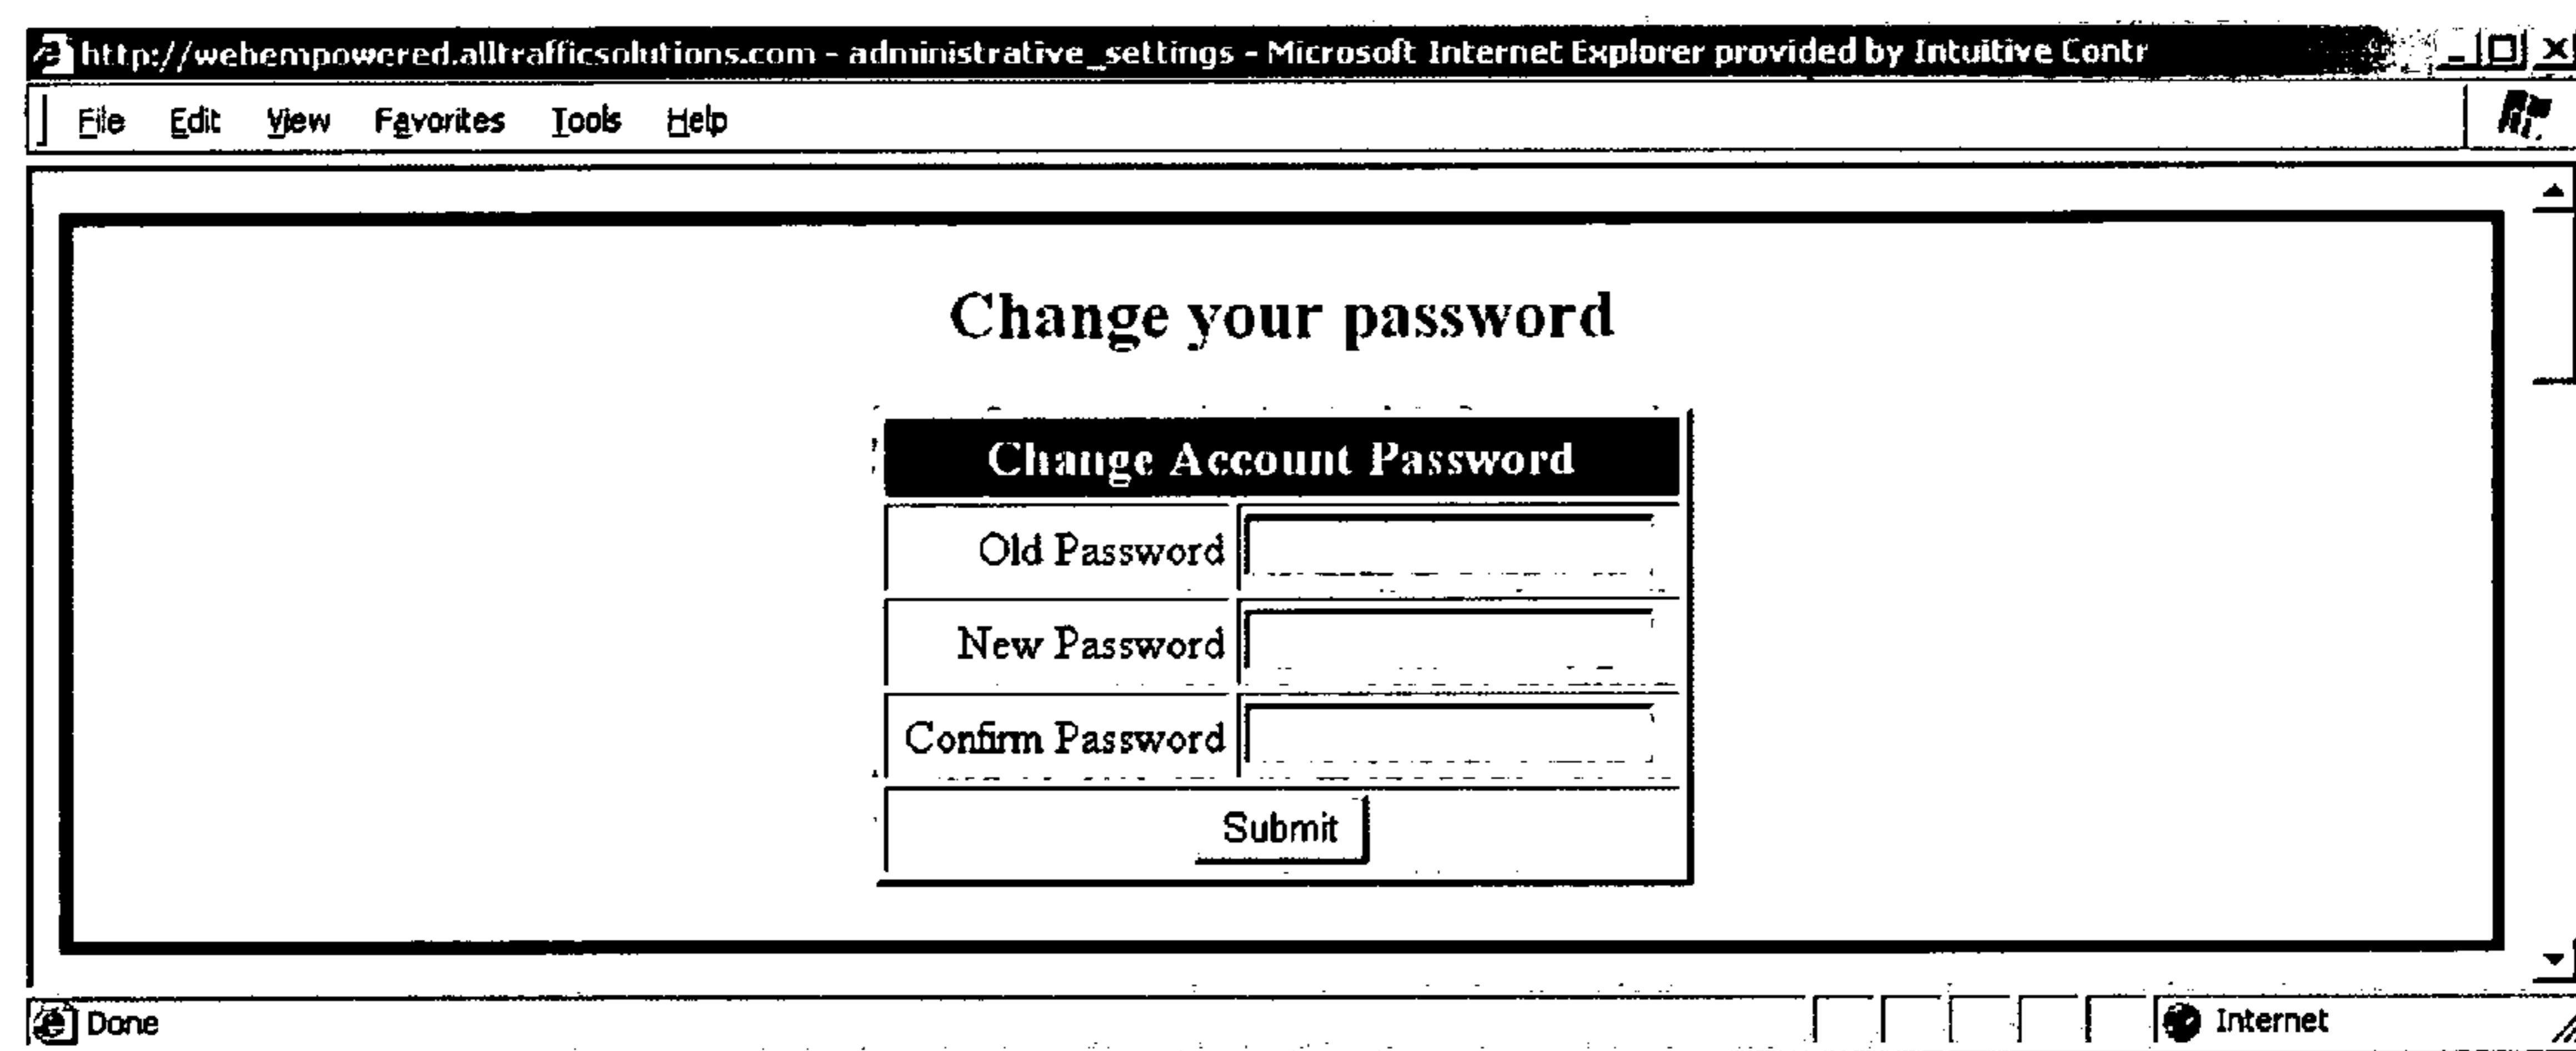 http://webempowered.alltrafficsolutions.com - administrative_settings - Microsoft Internet Explorer provided by Intuitive Contr
File Edit View Favorites Tools Help
Change your password
Change Account Password
Old Password
New Password
Confirm Password
Submit
Done Internet